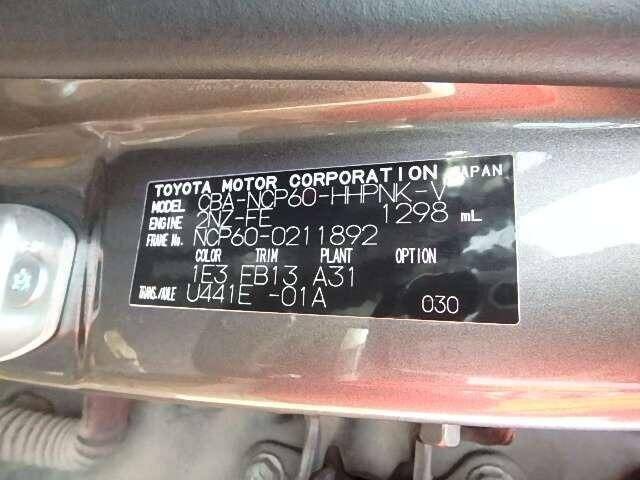 TOYOTA MOTOR CORPORATION JAPAN
MODEL CBA-NCP60-HHPNK-V
ENGINE 2NZ-FE 1298 mL
FRAME No. NCP60-0211892
COLOR TRIM PLANT OPTION
1E3 FB13 A31
TRANS./AXLE U441E -01A 030